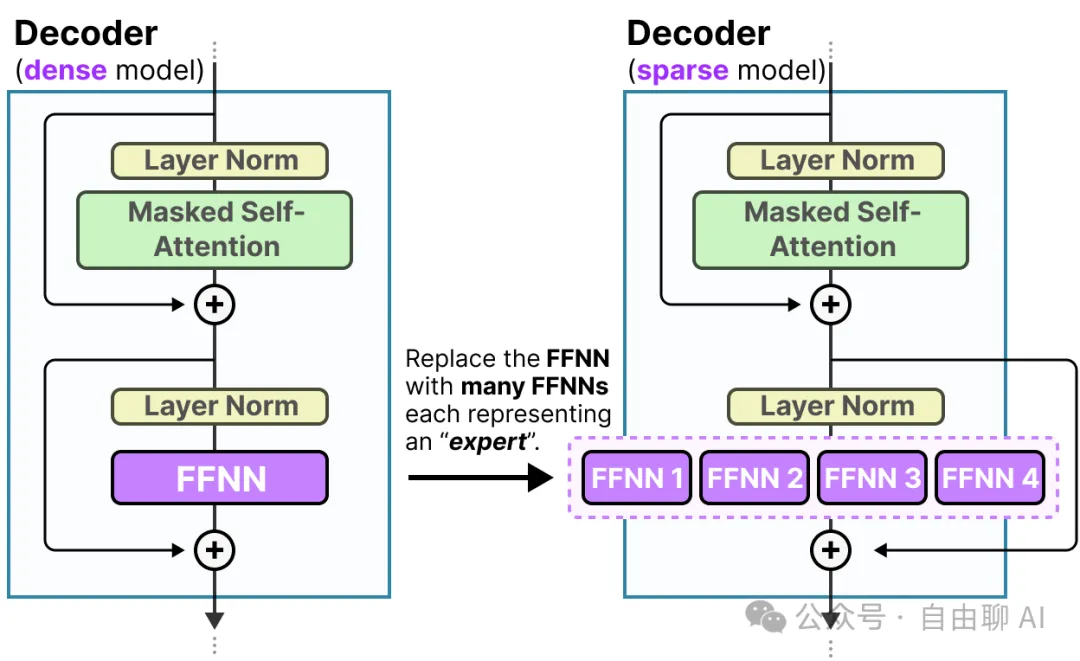 Decoder
(dense model)
Layer Norm
Masked Self-
Attention
+
Layer Norm
FFNN
+
Replace the FFNN
with many FFNNs
each representing
an “expert”.
Decoder
(sparse model)
Layer Norm
Masked Self-
Attention
+
Layer Norm
FFNN 1
FFNN 2
FFNN 3
FFNN 4
+
公众号 · 自由聊 AI